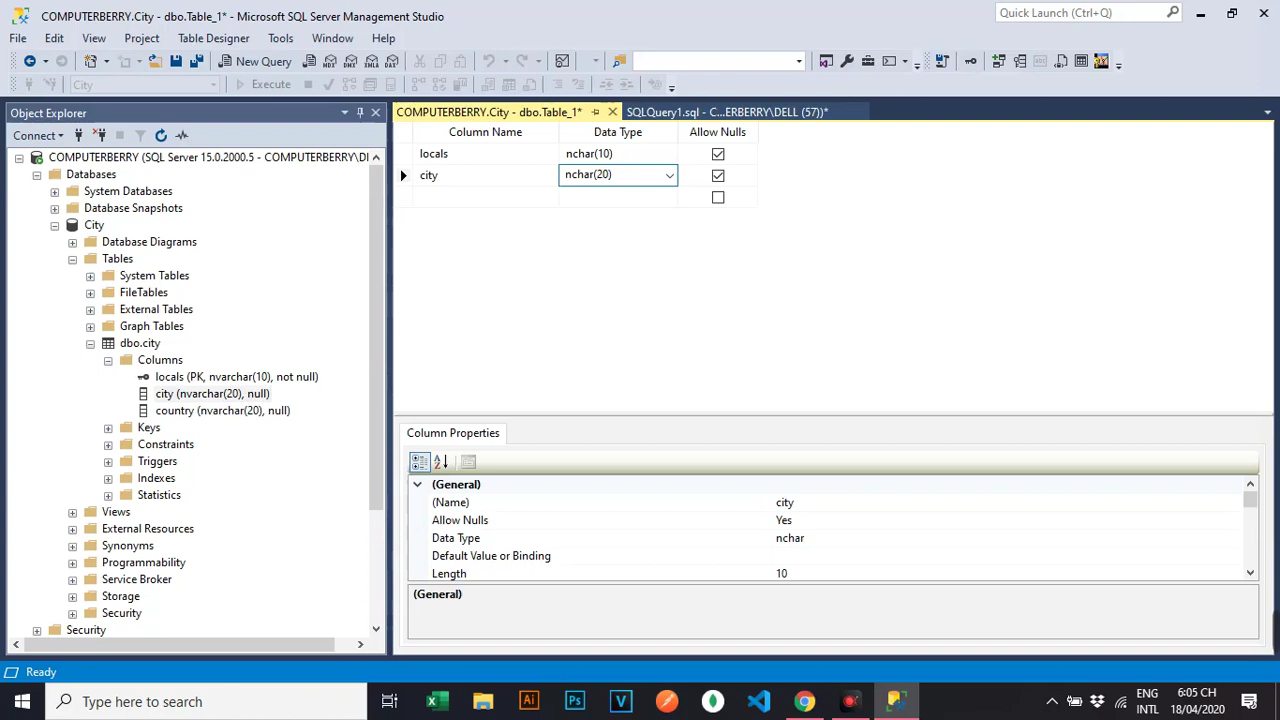 COMPUTERBERRY.City - dbo.Table_1* - Microsoft SQL Server Management Studio
Quick Launch (Ctrl+Q)
File Edit View Project Table Designer Tools Window Help
New Query
MDX DMX XMLA DAX
City
Execute
Object Explorer
COMPUTERBERRY.City - dbo.Table_1*
SQLQuery1.sql - C...ERBERRY\DELL (57))*
Connect
Column Name Data Type Allow Nulls
locals nchar(10)
city nchar(20)
COMPUTERBERRY (SQL Server 15.0.2000.5 - COMPUTERBERRY\DI
Databases
System Databases
Database Snapshots
City
Database Diagrams
Tables
System Tables
FileTables
External Tables
Graph Tables
dbo.city
Columns
locals (PK, nvarchar(10), not null)
city (nvarchar(20), null)
country (nvarchar(20), null)
Keys
Constraints
Triggers
Indexes
Statistics
Views
External Resources
Synonyms
Programmability
Service Broker
Storage
Security
Security
Column Properties
(General)
(Name) city
Allow Nulls Yes
Data Type nchar
Default Value or Binding
Length 10
(General)
Ready
Type here to search
Ai
Ps
V
ENG
INTL
6:05 CH
18/04/2020